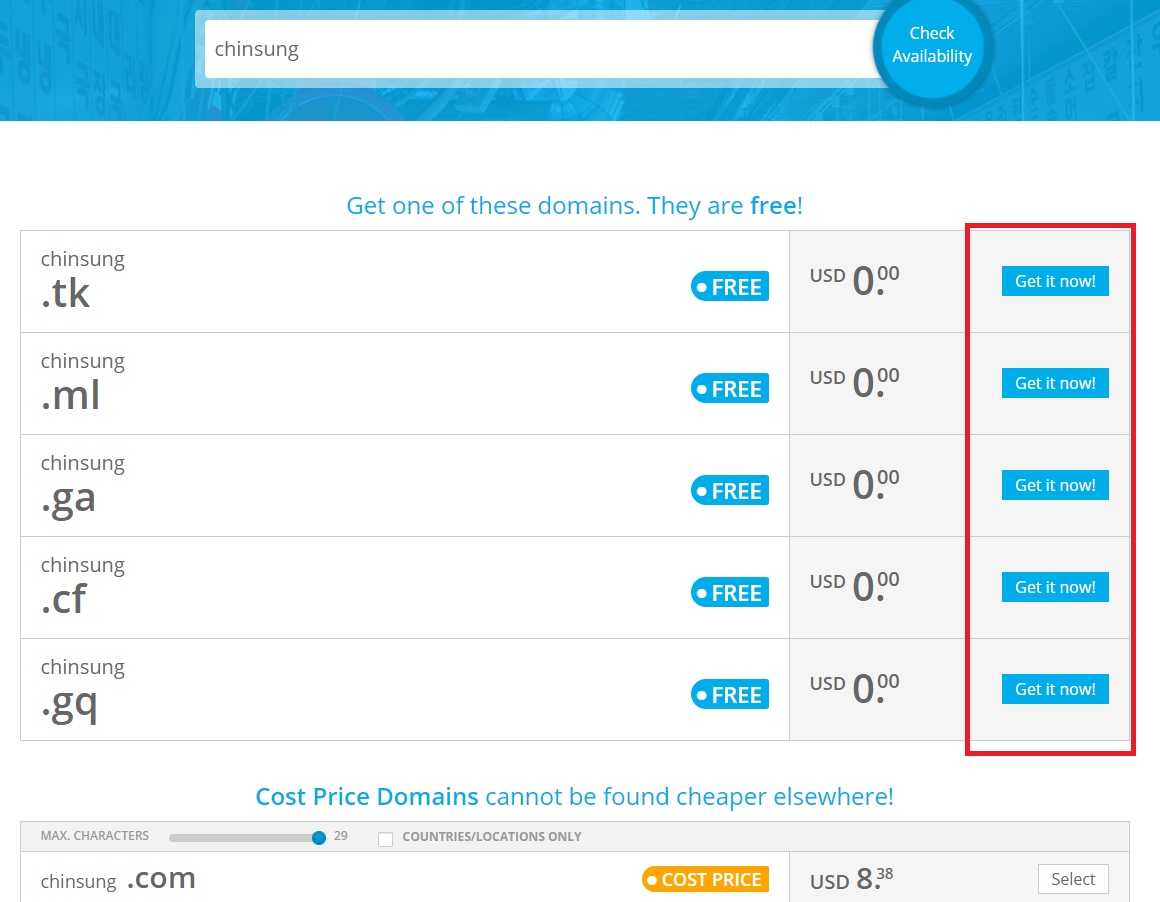 chinsung
Check
Availability
Get one of these domains. They are free!
chinsung
.tk
FREE
USD 0.00
Get it now!
chinsung
.ml
FREE
USD 0.00
Get it now!
chinsung
.ga
FREE
USD 0.00
Get it now!
chinsung
.cf
FREE
USD 0.00
Get it now!
chinsung
.gq
FREE
USD 0.00
Get it now!
Cost Price Domains cannot be found cheaper elsewhere!
MAX. CHARACTERS 29 COUNTRIES/LOCATIONS ONLY
chinsung .com COST PRICE USD 8.38 Select